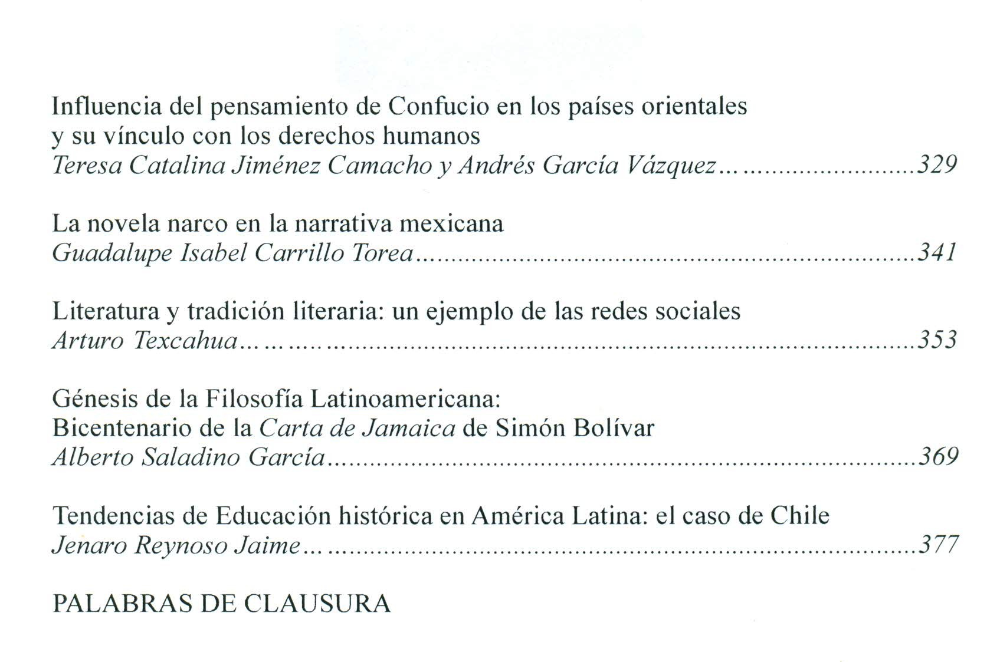 Influencia del pensamiento de Confucio en los países orientales
y su vínculo con los derechos humanos
Teresa Catalina Jiménez Camacho y Andrés García Vázquez... ............................329
La novela narco en la narrativa mexicana
Guadalupe Isabel Carrillo Torea.....................................................................341
Literatura y tradición literaria: un ejemplo de las redes sociales
Arturo Texcahua... ... ..... .................................................................................353
Génesis de la Filosofía Latinoamericana:
Bicentenario de la Carta de Jamaica de Simón Bolívar
Alberto Saladino García.................................................................................369
Tendencias de Educación histórica en América Latina: el caso de Chile
Jenaro Reynoso Jaime... .................................................................................377
PALABRAS DE CLAUSURA